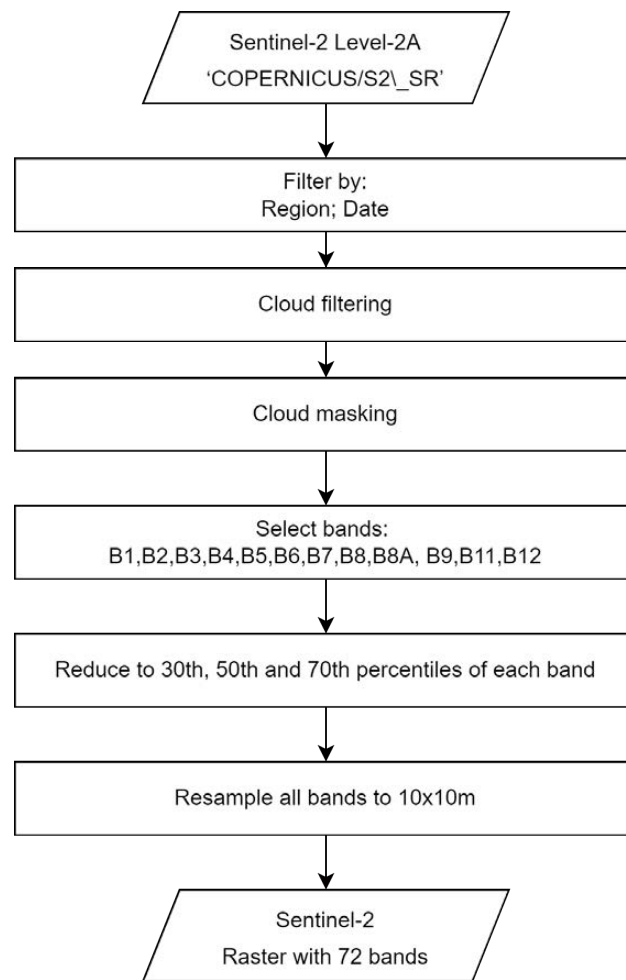 Sentinel-2 Level-2A
‘COPERNICUS/S2\_SR’
Filter by:
Region; Date
Cloud filtering
Cloud masking
Select bands:
B1,B2,B3,B4,B5,B6,B7,B8,B8A, B9,B11,B12
Reduce to 30th, 50th and 70th percentiles of each band
Resample all bands to 10x10m
Sentinel-2
Raster with 72 bands